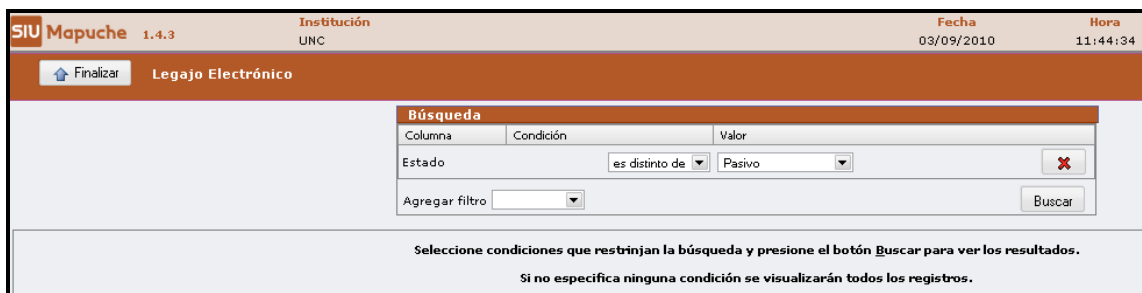 SIU Mapuche 1.4.3 Institución Fecha Hora
UNC 03/09/2010 11:44:34
Finalizar Legajo Electrónico
Búsqueda
Columna Condición Valor
Estado es distinto de Pasivo
Agregar filtro Buscar
Seleccione condiciones que restrinjan la búsqueda y presione el botón Buscar para ver los resultados.
Si no especifica ninguna condición se visualizarán todos los registros.